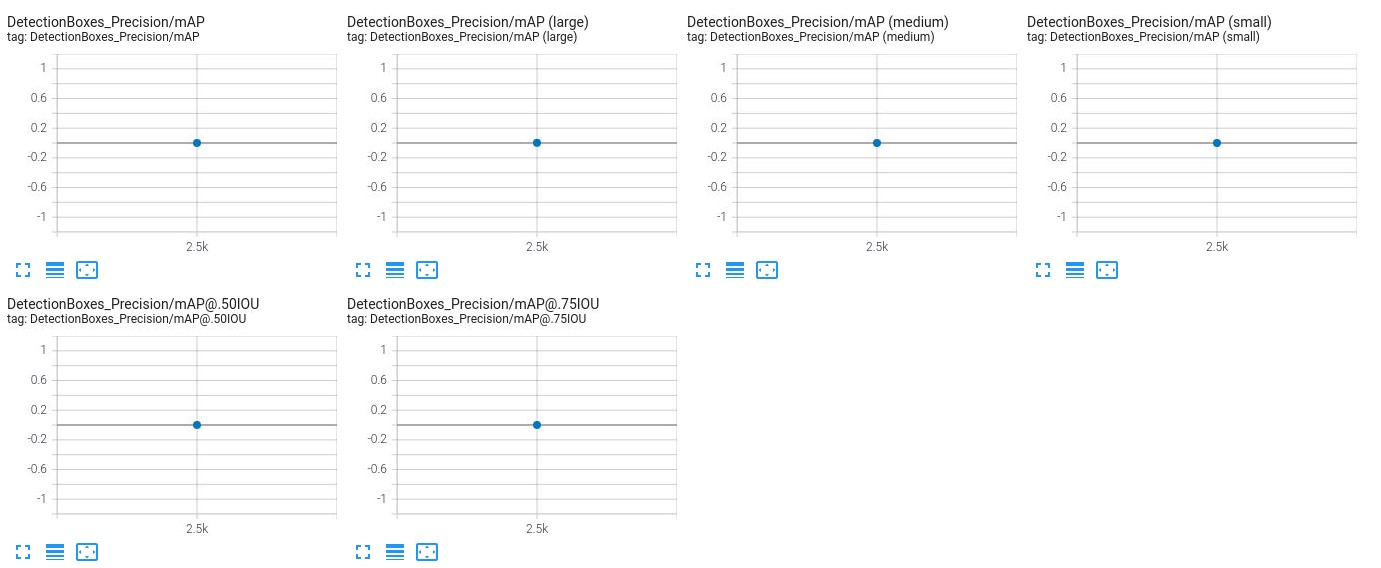 DetectionBoxes_Precision/mAP
tag: DetectionBoxes_Precision/mAP
1
0.6
0.2
-0.2
-0.6
-1
2.5k
DetectionBoxes_Precision/mAP (large)
tag: DetectionBoxes_Precision/mAP (large)
1
0.6
0.2
-0.2
-0.6
-1
2.5k
DetectionBoxes_Precision/mAP (medium)
tag: DetectionBoxes_Precision/mAP (medium)
1
0.6
0.2
-0.2
-0.6
-1
2.5k
DetectionBoxes_Precision/mAP (small)
tag: DetectionBoxes_Precision/mAP (small)
1
0.6
0.2
-0.2
-0.6
-1
2.5k
DetectionBoxes_Precision/mAP@.50IOU
tag: DetectionBoxes_Precision/mAP@.50IOU
1
0.6
0.2
-0.2
-0.6
-1
2.5k
DetectionBoxes_Precision/mAP@.75IOU
tag: DetectionBoxes_Precision/mAP@.75IOU
1
0.6
0.2
-0.2
-0.6
-1
2.5k